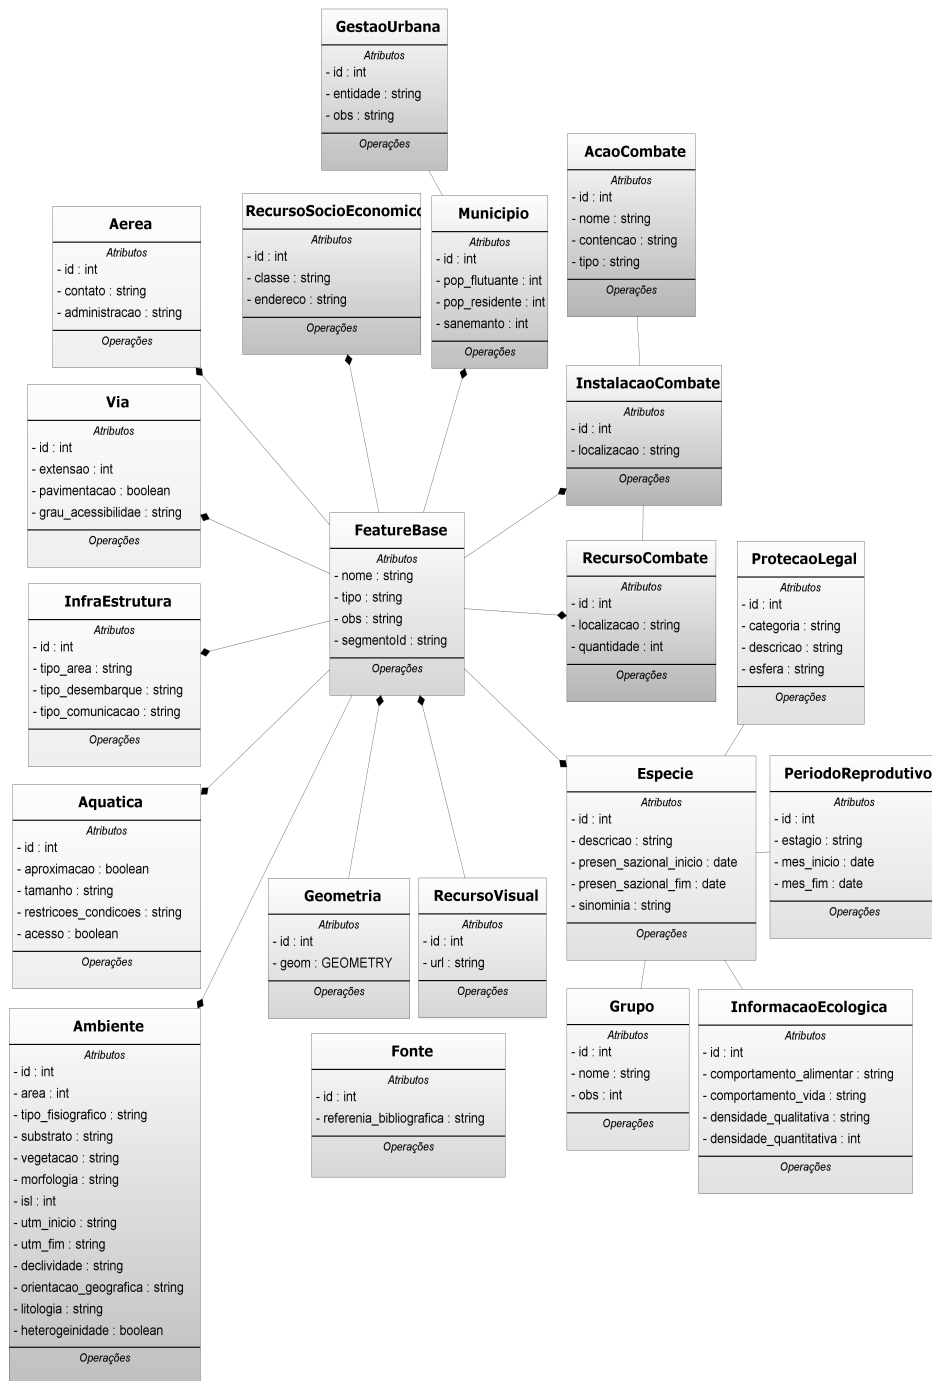 GestaoUrbana
Atributos
- id : int
- entidade : string
- obs : string
Operações
AcaoCombate
Atributos
- id : int
- nome : string
- contencao : string
- tipo : string
Operações
RecursoSocioEconomico
Atributos
- id : int
- classe : string
- endereco : string
Operações
Municipio
Atributos
- id : int
- pop_flutuante : int
- pop_residente : int
- sanemanto : int
Operações
Aerea
Atributos
- id : int
- contato : string
- administracao : string
Operações
InstalacaoCombate
Atributos
- id : int
- localizacao : string
Operações
Via
Atributos
- id : int
- extensao : int
- pavimentacao : boolean
- grau_acessibilidae : string
Operações
FeatureBase
Atributos
- nome : string
- tipo : string
- obs : string
- segmentoId : string
Operações
RecursoCombate
Atributos
- id : int
- localizacao : string
- quantidade : int
Operações
ProtecaoLegal
Atributos
- id : int
- categoria : string
- descricao : string
- esfera : string
Operações
InfraEstrutura
Atributos
- id : int
- tipo_area : string
- tipo_desembarque : string
- tipo_comunicacao : string
Operações
Especie
Atributos
- id : int
- descricao : string
- presen_sazional_inicio : date
- presen_sazional_fim : date
- sinominia : string
Operações
PeriodoReprodutivo
Atributos
- id : int
- estagio : string
- mes_inicio : date
- mes_fim : date
Operações
Aquatica
Atributos
- id : int
- aproximacao : boolean
- tamanho : string
- restricoes_condicoes : string
- acesso : boolean
Operações
Geometria
Atributos
- id : int
- geom : GEOMETRY
Operações
RecursoVisual
Atributos
- id : int
- url : string
Operações
Grupo
Atributos
- id : int
- nome : string
- obs : int
Operações
InformacaoEcologica
Atributos
- id : int
- comportamento_alimentar : string
- comportamento_vida : string
- densidade_qualitativa : string
- densidade_quantitativa : int
Operações
Ambiente
Atributos
- id : int
- area : int
- tipo_fisiografico : string
- substrato : string
- vegetacao : string
- morfologia : string
- isl : int
- utm_inicio : string
- utm_fim : string
- declividade : string
- orientacao_geografica : string
- litologia : string
- heterogeinidade : boolean
Operações
Fonte
Atributos
- id : int
- referenia_bibliografica : string
Operações